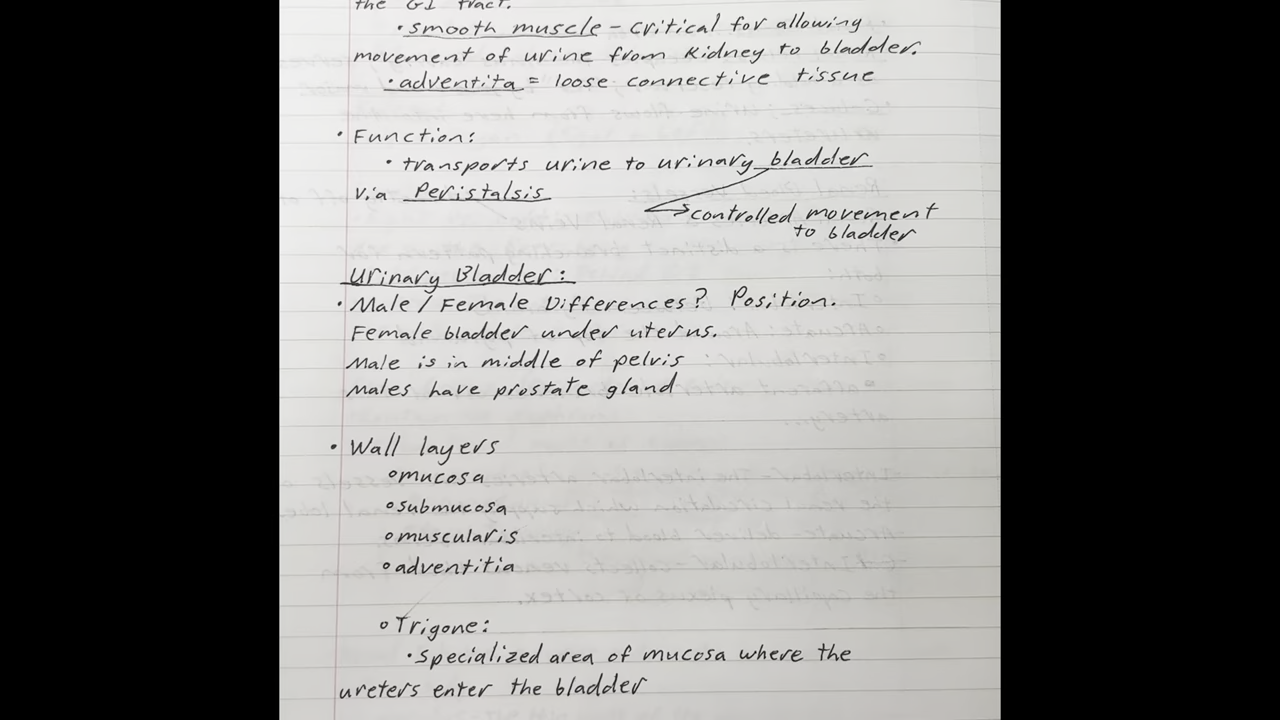 the GI tract.
• smooth muscle - critical for allowing
movement of urine from Kidney to bladder.
• adventita = loose connective tissue
• Function:
• transports urine to urinary bladder
via Peristalsis
controlled movement
to bladder
Urinary Bladder:
• Male / Female Differences? Position.
Female bladder under uterus.
Male is in middle of pelvis
Males have prostate gland
• Wall layers
∘ mucosa
∘ submucosa
∘ muscularis
∘ adventitia
∘ Trigone:
• specialized area of mucosa where the
ureters enter the bladder